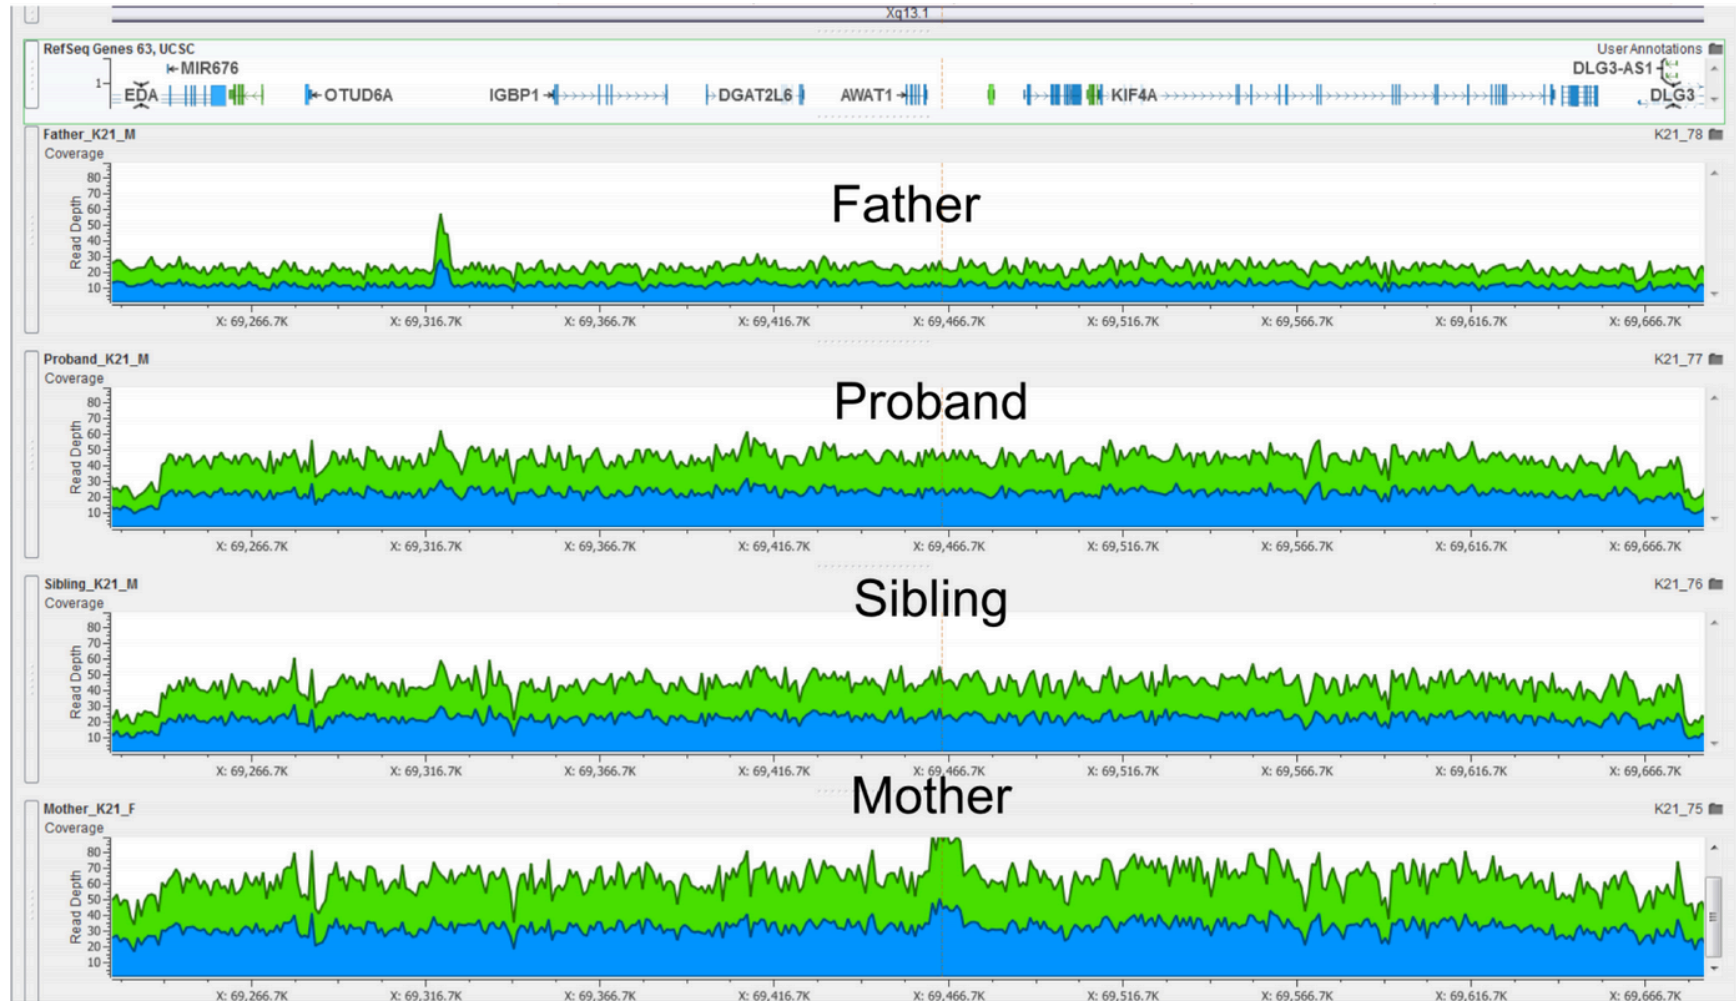 Xq13.1
RefSeq Genes 63, UCSC
User Annotations
MIR676
DLG3-AS1
1
EDA OTUD6A IGBP1 DGAT2L6 AWAT1 KIF4A DLG3
Father_K21_M
K21_78
Coverage
Father
Read Depth
80
70
60
50
40
30
20
10
X: 69,266.7K X: 69,316.7K X: 69,366.7K X: 69,416.7K X: 69,466.7K X: 69,516.7K X: 69,566.7K X: 69,616.7K X: 69,666.7K
Proband_K21_M
K21_77
Coverage
Proband
Read Depth
80
70
60
50
40
30
20
10
X: 69,266.7K X: 69,316.7K X: 69,366.7K X: 69,416.7K X: 69,466.7K X: 69,516.7K X: 69,566.7K X: 69,616.7K X: 69,666.7K
Sibling_K21_M
K21_76
Coverage
Sibling
Read Depth
80
70
60
50
40
30
20
10
X: 69,266.7K X: 69,316.7K X: 69,366.7K X: 69,416.7K X: 69,466.7K X: 69,516.7K X: 69,566.7K X: 69,616.7K X: 69,666.7K
Mother
Mother_K21_F
K21_75
Coverage
Read Depth
80
70
60
50
40
30
20
10
X: 69,266.7K X: 69,316.7K X: 69,366.7K X: 69,416.7K X: 69,466.7K X: 69,516.7K X: 69,566.7K X: 69,616.7K X: 69,666.7K